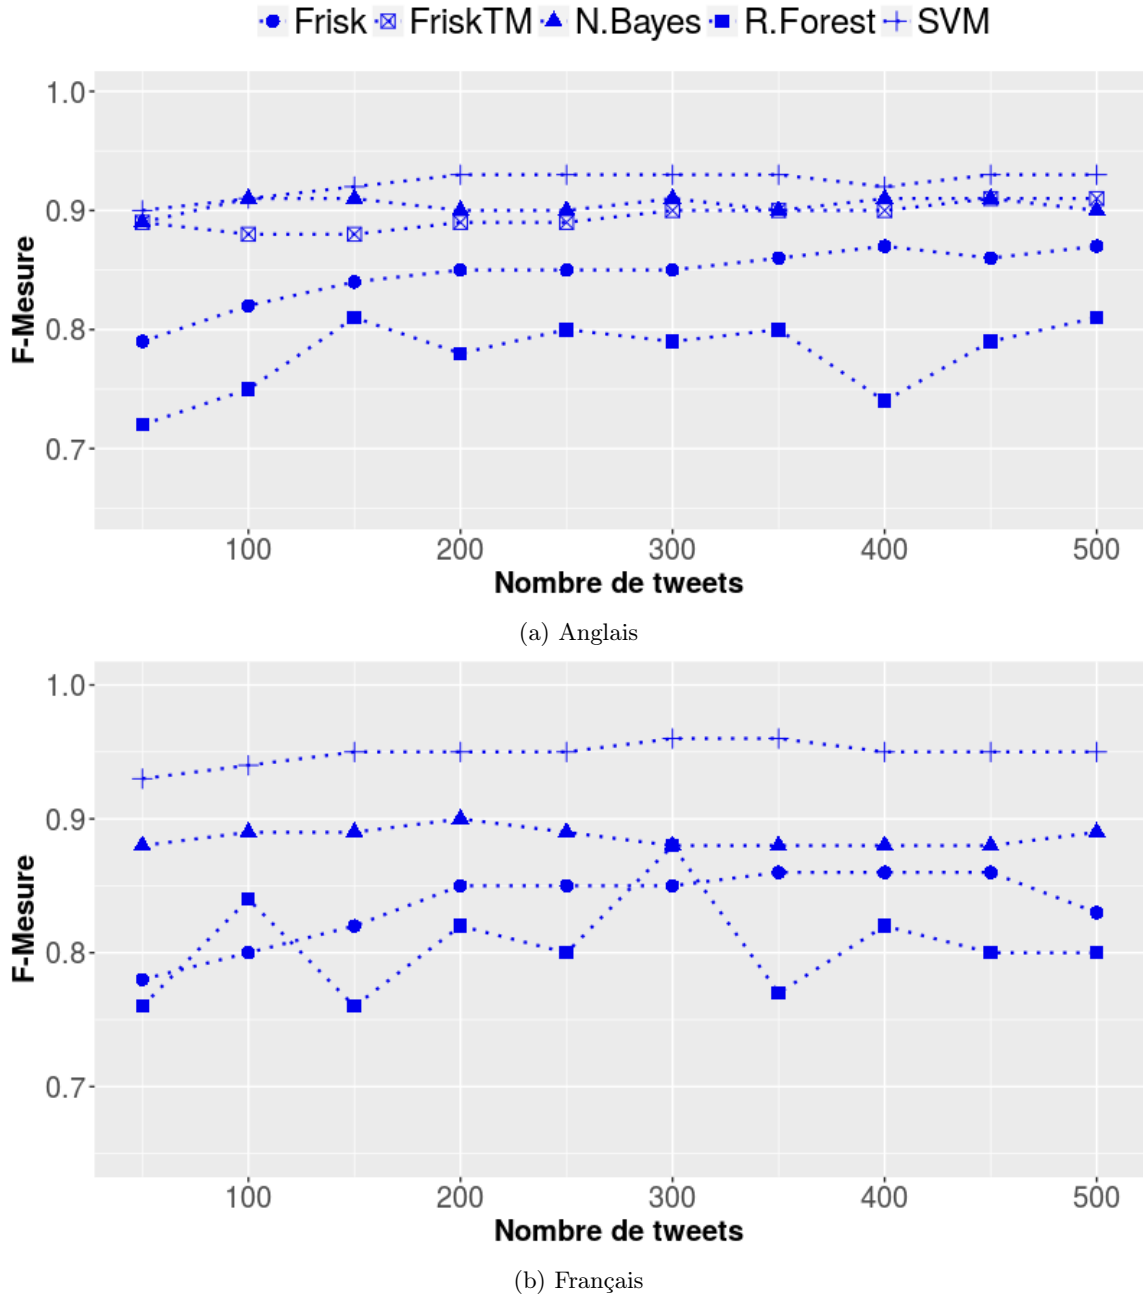 Frisk FriskTM N.Bayes R.Forest SVM
1.0
0.9
0.8
0.7
F-Mesure
100 200 300 400 500
Nombre de tweets
(a) Anglais
1.0
0.9
0.8
0.7
F-Mesure
100 200 300 400 500
Nombre de tweets
(b) Français